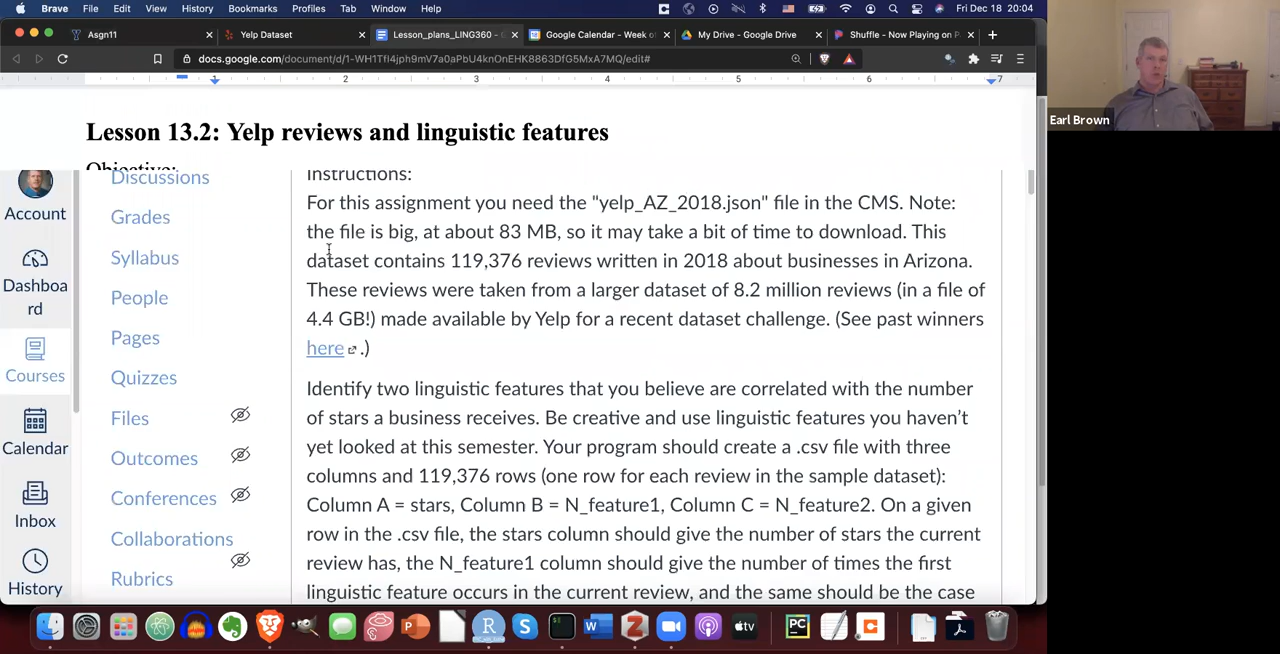 Brave File Edit View History Bookmarks Profiles Tab Window Help Fri Dec 18 20:04
Asgn11 Yelp Dataset Lesson_plans_LING360 - G Google Calendar - Week of My Drive - Google Drive Shuffle - Now Playing on P
docs.google.com/document/d/1-WH1TfI4jph9mV7a0aPbU4knOnEHK8863DfG5MxA7MQ/edit#
1 2 3 4 5 6 7
Lesson 13.2: Yelp reviews and linguistic features
Objective:
Account
Dashboa
rd
Courses
Calendar
Inbox
History
Discussions
Grades
Syllabus
People
Pages
Quizzes
Files
Outcomes
Conferences
Collaborations
Rubrics
Instructions:
For this assignment you need the "yelp_AZ_2018.json" file in the CMS. Note:
the file is big, at about 83 MB, so it may take a bit of time to download. This
dataset contains 119,376 reviews written in 2018 about businesses in Arizona.
These reviews were taken from a larger dataset of 8.2 million reviews (in a file of
4.4 GB!) made available by Yelp for a recent dataset challenge. (See past winners
here .)
Identify two linguistic features that you believe are correlated with the number
of stars a business receives. Be creative and use linguistic features you haven’t
yet looked at this semester. Your program should create a .csv file with three
columns and 119,376 rows (one row for each review in the sample dataset):
Column A = stars, Column B = N_feature1, Column C = N_feature2. On a given
row in the .csv file, the stars column should give the number of stars the current
review has, the N_feature1 column should give the number of times the first
linguistic feature occurs in the current review, and the same should be the case
Earl Brown